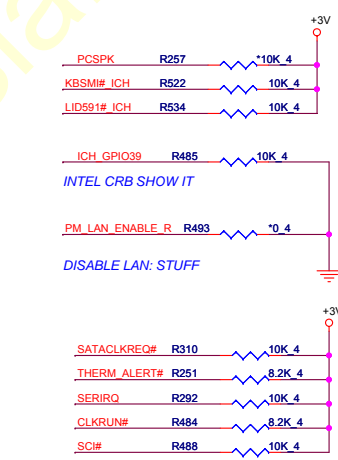 +3V
PCSPK R257 *10K_4
KBSMI#_ICH R522 10K_4
LID591#_ICH R534 10K_4
ICH_GPIO39 R485 10K_4
INTEL CRB SHOW IT
PM_LAN_ENABLE_R R493 *0_4
DISABLE LAN: STUFF
+3V
SATACLKREQ# R310 10K_4
THERM_ALERT# R251 8.2K_4
SERIRQ R292 10K_4
CLKRUN# R484 8.2K_4
SCI# R488 10K_4